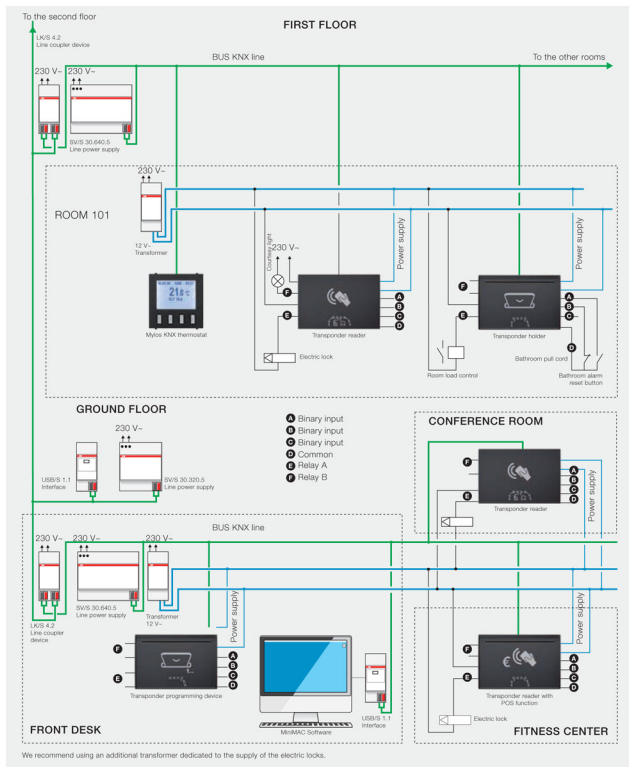 To the second floor
FIRST FLOOR
LK/S 4.2
Line coupler device
BUS KNX line
To the other rooms
230 V~
230 V~
SV/S 30.640.5
Line power supply
230 V~
ROOM 101
12 V~
Transformer
Courtesy light
230 V~
Power supply
Power supply
F
E
A
B
C
D
F
E
A
B
C
D
21.8 °C
Mylos KNX thermostat
Transponder reader
Transponder holder
Electric lock
Bathroom pull cord
Room load control
Bathroom alarm
reset button
GROUND FLOOR
230 V~
USB/S 1.1
Interface
SV/S 30.320.5
Line power supply
A Binary input
B Binary input
C Binary input
D Common
E Relay A
F Relay B
CONFERENCE ROOM
F
E
A
B
C
D
Power supply
Transponder reader
BUS KNX line
230 V~
230 V~
230 V~
SV/S 30.640.5
Line power supply
Transformer
12 V~
LK/S 4.2
Line coupler
device
Power supply
F
E
A
B
C
D
Transponder programming device
MiniMAC Software
USB/S 1.1
Interface
FRONT DESK
F
E
€
A
B
C
D
Power supply
Transponder reader with
POS function
Electric lock
FITNESS CENTER
We recommend using an additional transformer dedicated to the supply of the electric locks.